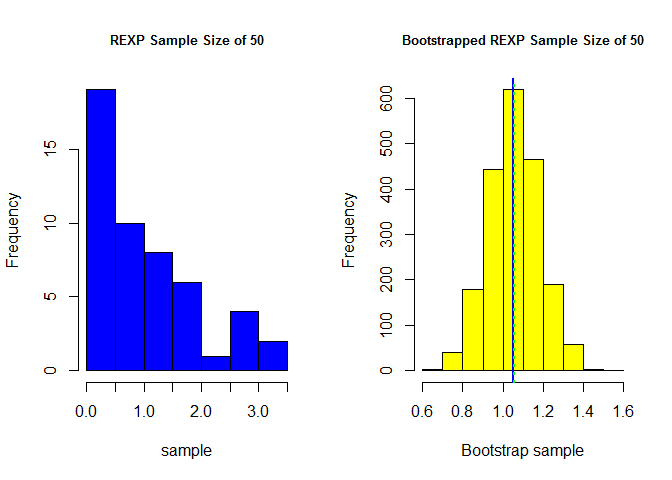 REXP Sample Size of 50
Frequency
15
10
5
0
0.0 1.0 2.0 3.0
sample
Bootstrapped REXP Sample Size of 50
Frequency
600
500
400
300
200
100
0
0.6 0.8 1.0 1.2 1.4 1.6
Bootstrap sample